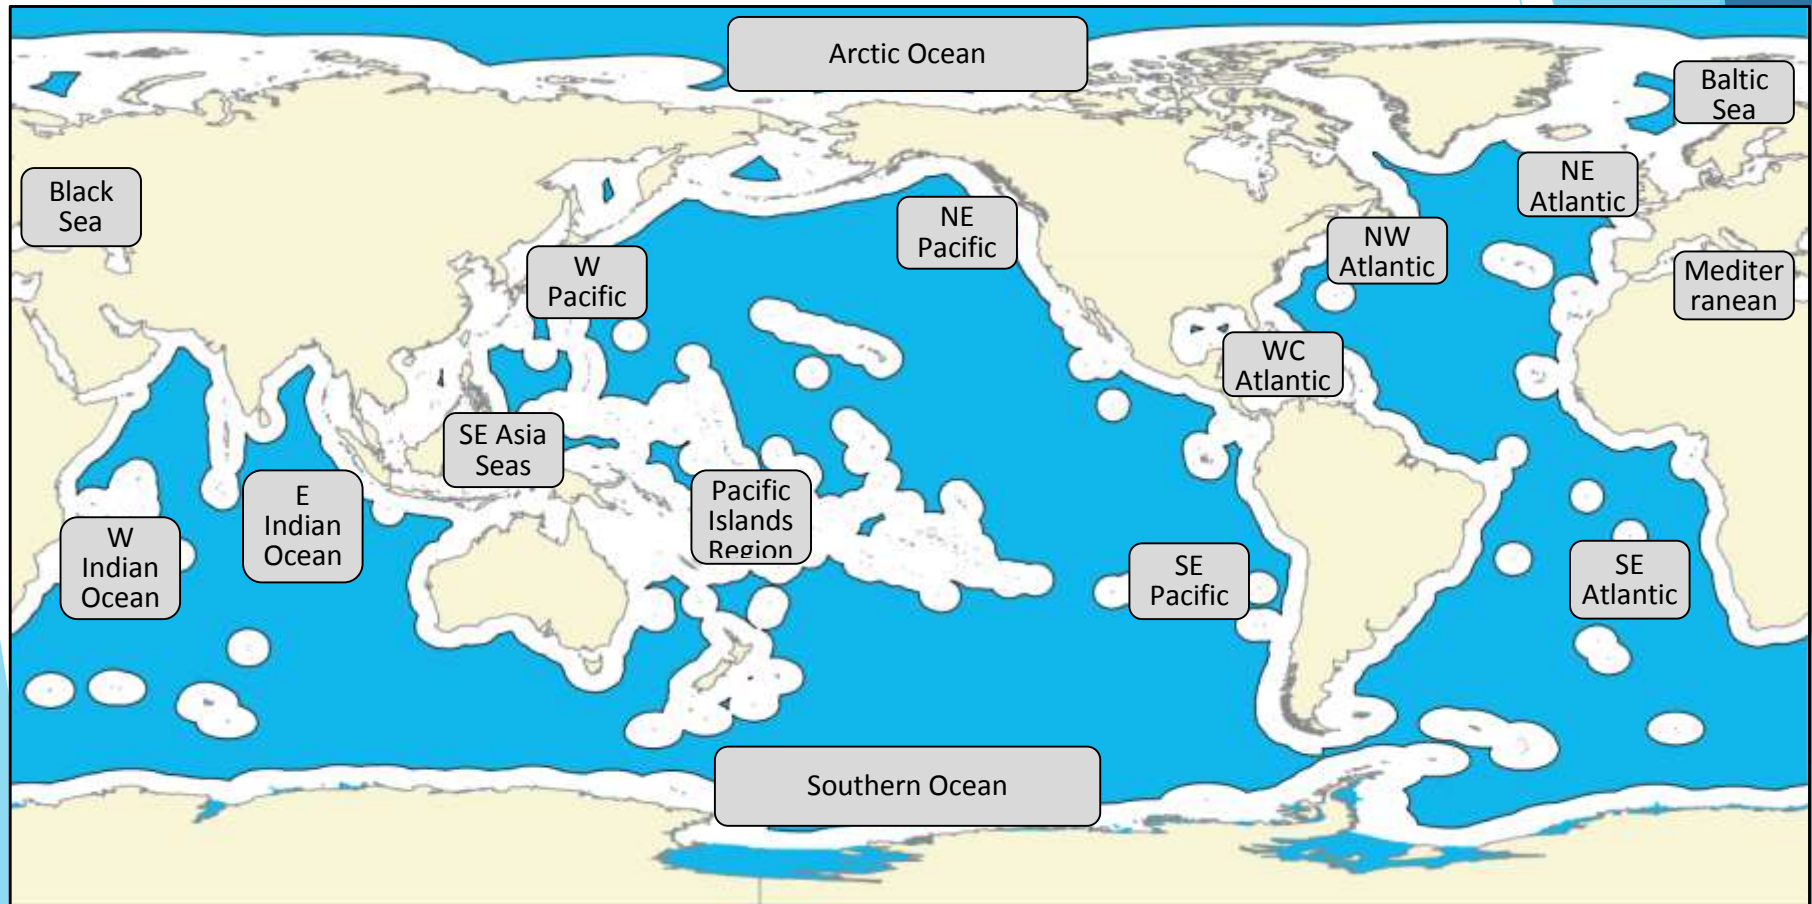 Arctic Ocean
Baltic
Sea
Black
Sea
NE
Atlantic
NE
Pacific
NW
Atlantic
W
Pacific
Mediter
ranean
WC
Atlantic
SE Asia
Seas
E
Indian
Ocean
Pacific
Islands
Region
W
Indian
Ocean
SE
Pacific
SE
Atlantic
Southern Ocean